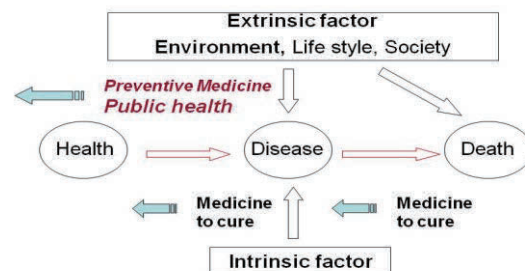 Extrinsic factor
Environment, Life style, Society
Preventive Medicine
Public health
Health
Disease
Death
Medicine
to cure
Medicine
to cure
Intrinsic factor